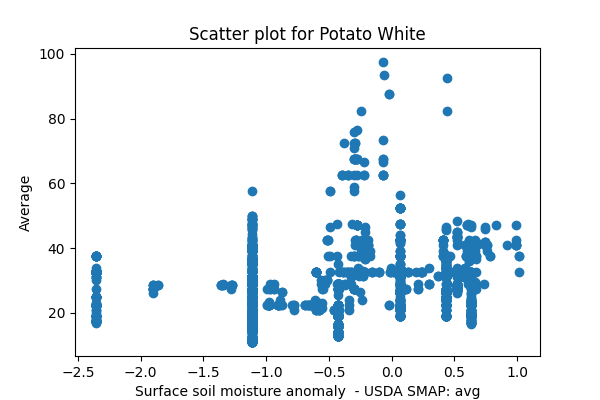 Scatter plot for Potato White
100
80
60
40
20
Average
−2.5 −2.0 −1.5 −1.0 −0.5 0.0 0.5 1.0
Surface soil moisture anomaly - USDA SMAP: avg